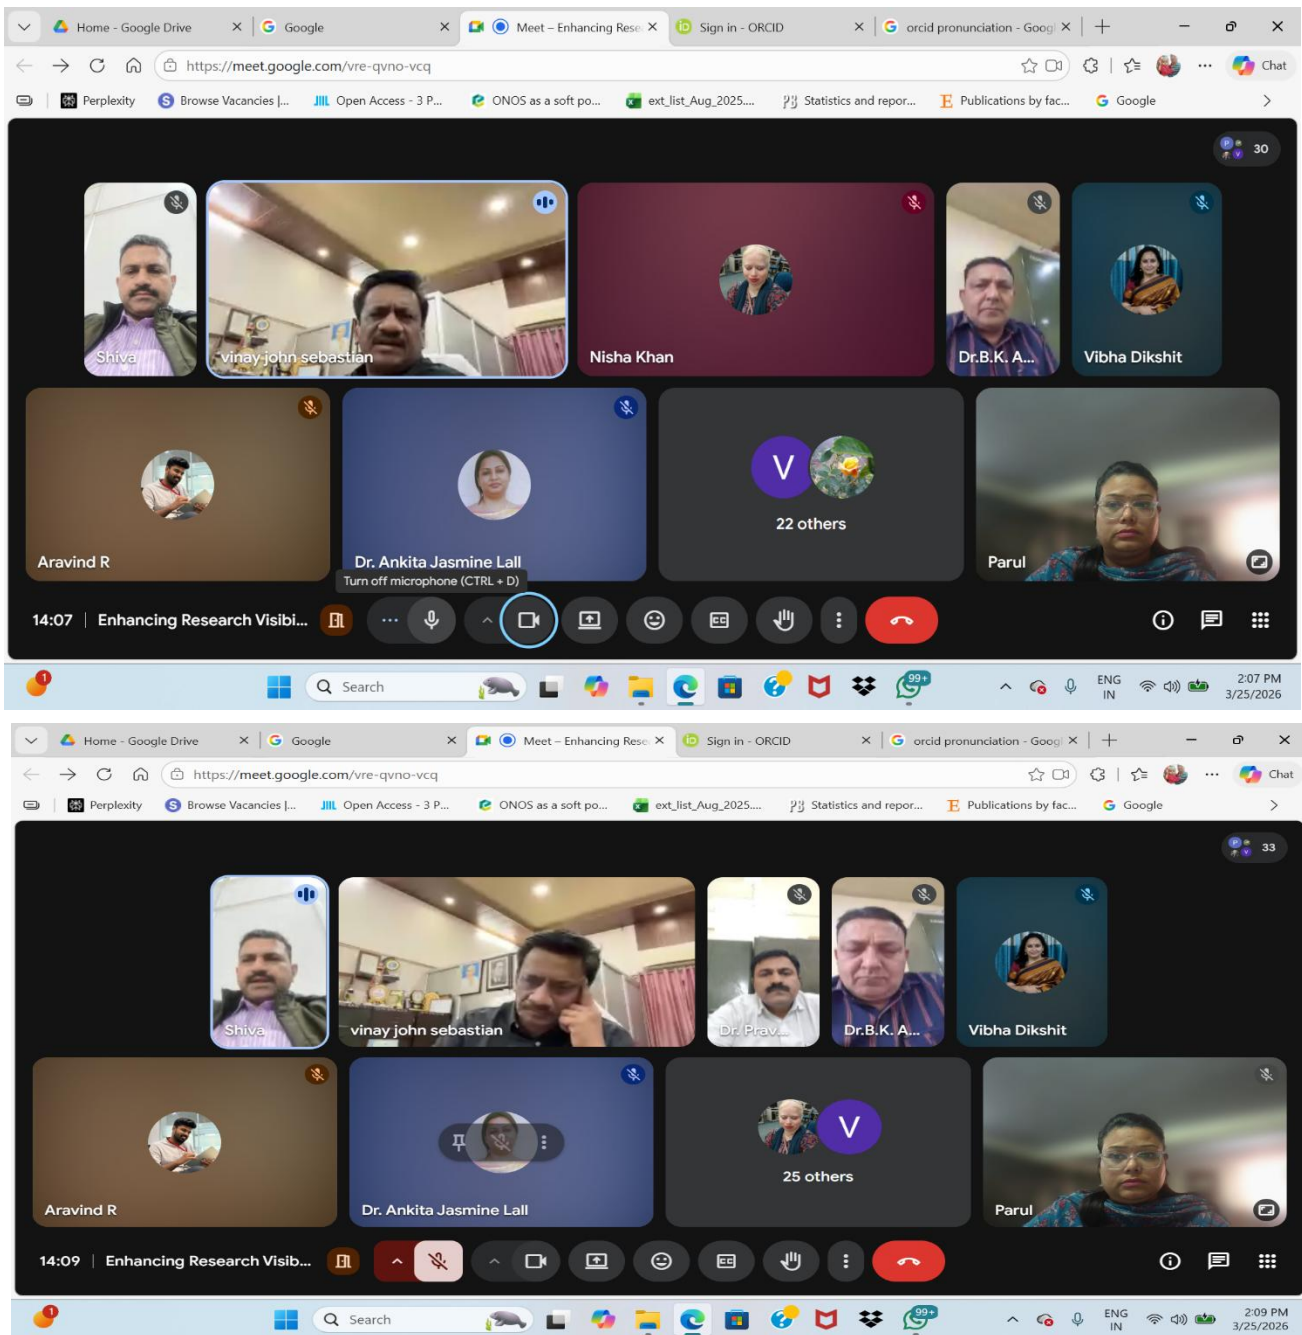 Home - Google Drive
Google
Meet – Enhancing Rese
Sign in - ORCID
orcid pronunciation - Googl
https://meet.google.com/vre-qvno-vcq
Chat
Perplexity
Browse Vacancies |...
Open Access - 3 P...
ONOS as a soft po...
ext_list_Aug_2025....
Statistics and repor...
Publications by fac...
Google
30
Shiva
vinay john sebastian
Nisha Khan
Dr.B.K. A...
Vibha Dikshit
Aravind R
Dr. Ankita Jasmine Lall
V
22 others
Parul
Turn off microphone (CTRL + D)
14:07 | Enhancing Research Visibi...
1
Search
99+
ENG
IN
2:07 PM
3/25/2026
Home - Google Drive
Google
Meet – Enhancing Rese
Sign in - ORCID
orcid pronunciation - Googl
https://meet.google.com/vre-qvno-vcq
Chat
Perplexity
Browse Vacancies |...
Open Access - 3 P...
ONOS as a soft po...
ext_list_Aug_2025....
Statistics and repor...
Publications by fac...
Google
33
Shiva
vinay john sebastian
Dr. Prav...
Dr.B.K. A...
Vibha Dikshit
Aravind R
Dr. Ankita Jasmine Lall
V
25 others
Parul
14:09 | Enhancing Research Visib...
1
Search
99+
ENG
IN
2:09 PM
3/25/2026